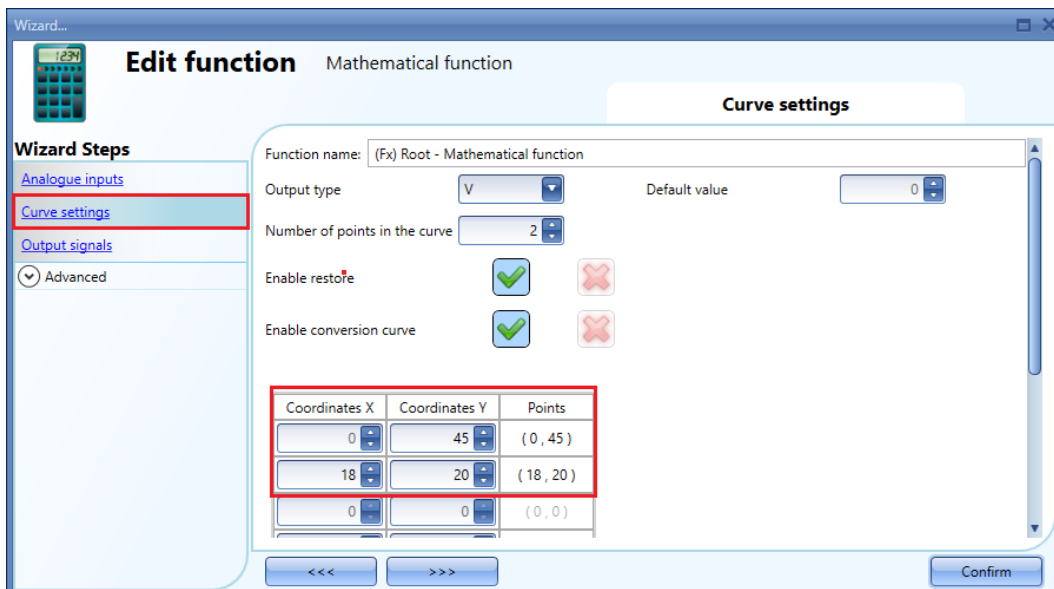 Wizard...
1234
Edit function Mathematical function
Curve settings
Wizard Steps
Analogue inputs
Curve settings
Output signals
Advanced
Function name: (Fx) Root - Mathematical function
Output type V Default value 0
Number of points in the curve 2
Enable restore
Enable conversion curve
Coordinates X Coordinates Y Points
0 45 ( 0 , 45 )
18 20 ( 18 , 20 )
0 0 ( 0 , 0 )
<<< >>> Confirm